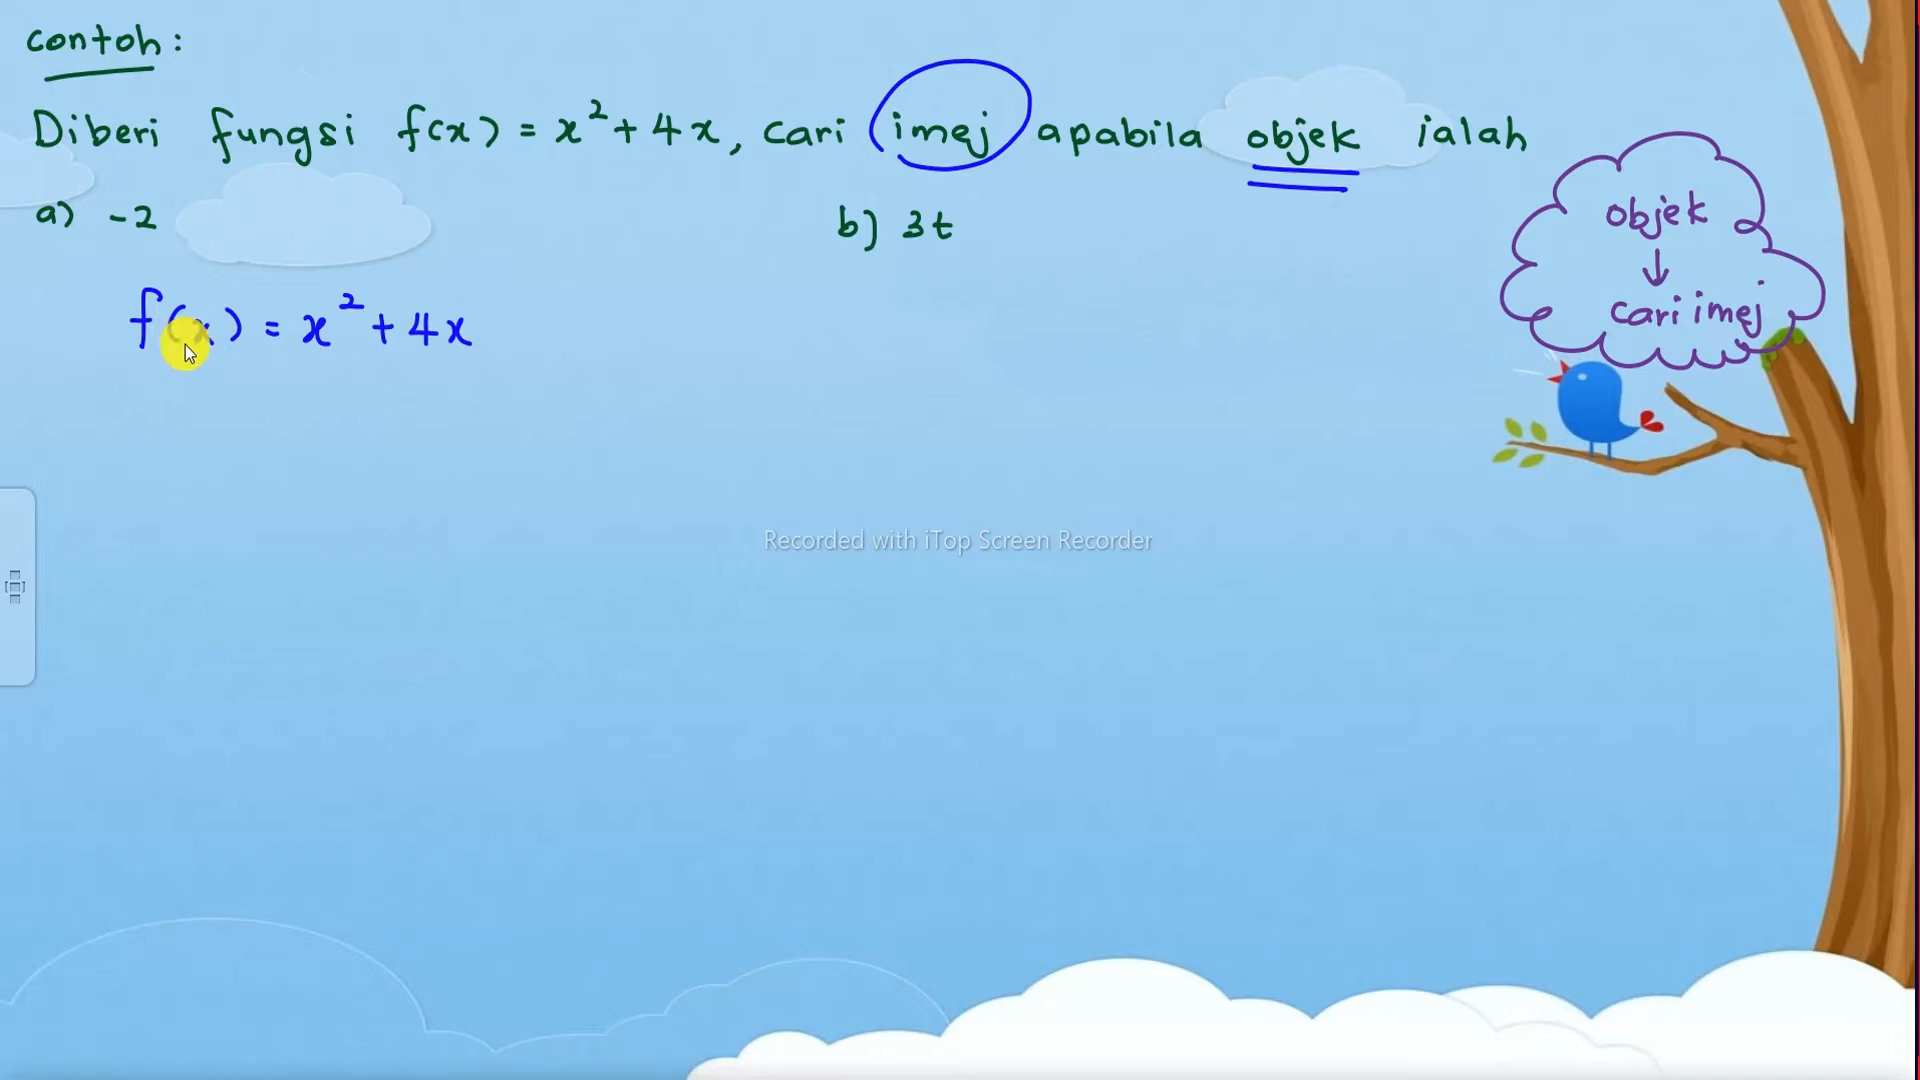 contoh:
Diberi fungsi f(x) = x² + 4x, cari imej apabila objek ialah
a) -2
b) 3t
f(x) = x² + 4x
objek
↓
cari imej
Recorded with iTop Screen Recorder